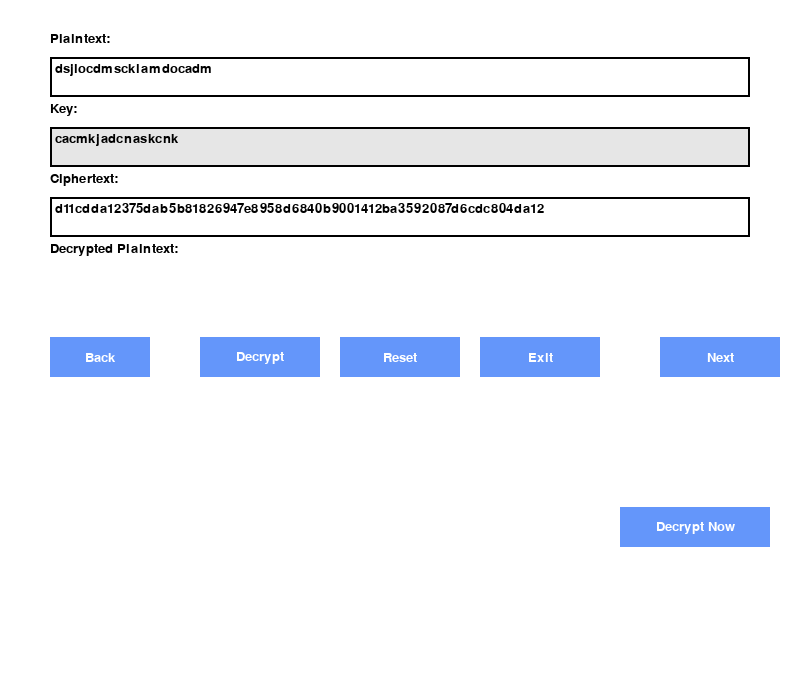 Plaintext:
dsjlocdmscklamdocadm
Key:
cacmkjadcnaskcnk
Ciphertext:
d11cdda12375dab5b81826947e8958d6840b9001412ba3592087d6cdc804da12
Decrypted Plaintext:
Back
Decrypt
Reset
Exit
Next
Decrypt Now